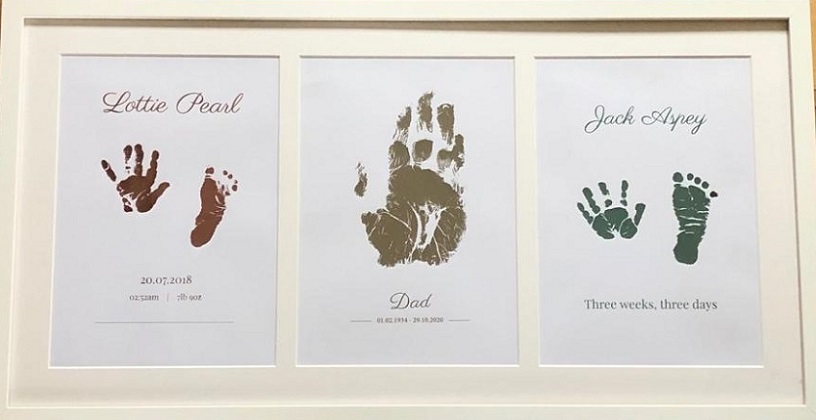 Lottie Pearl
20.07.2018
02:52am | 7lb 9oz
Dad
01.02.1934 - 29.10.2020
Jack Aspey
Three weeks, three days